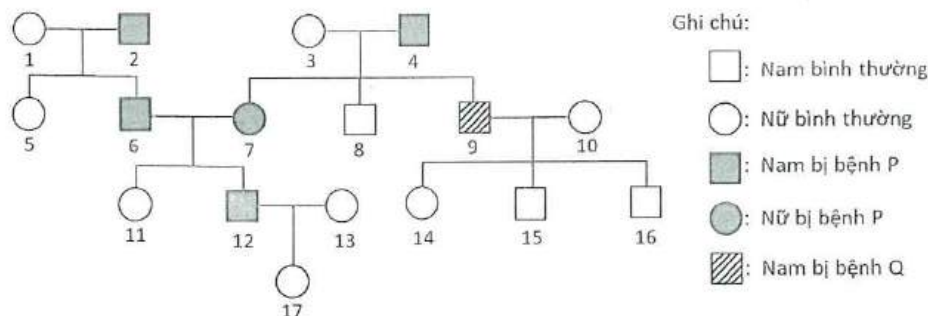 Ghi chú:
1
2
3
4
: Nam bình thường
5
6
7
8
9
10
: Nữ bình thường
: Nam bị bệnh P
11
12
13
14
15
16
: Nữ bị bệnh P
17
: Nam bị bệnh Q